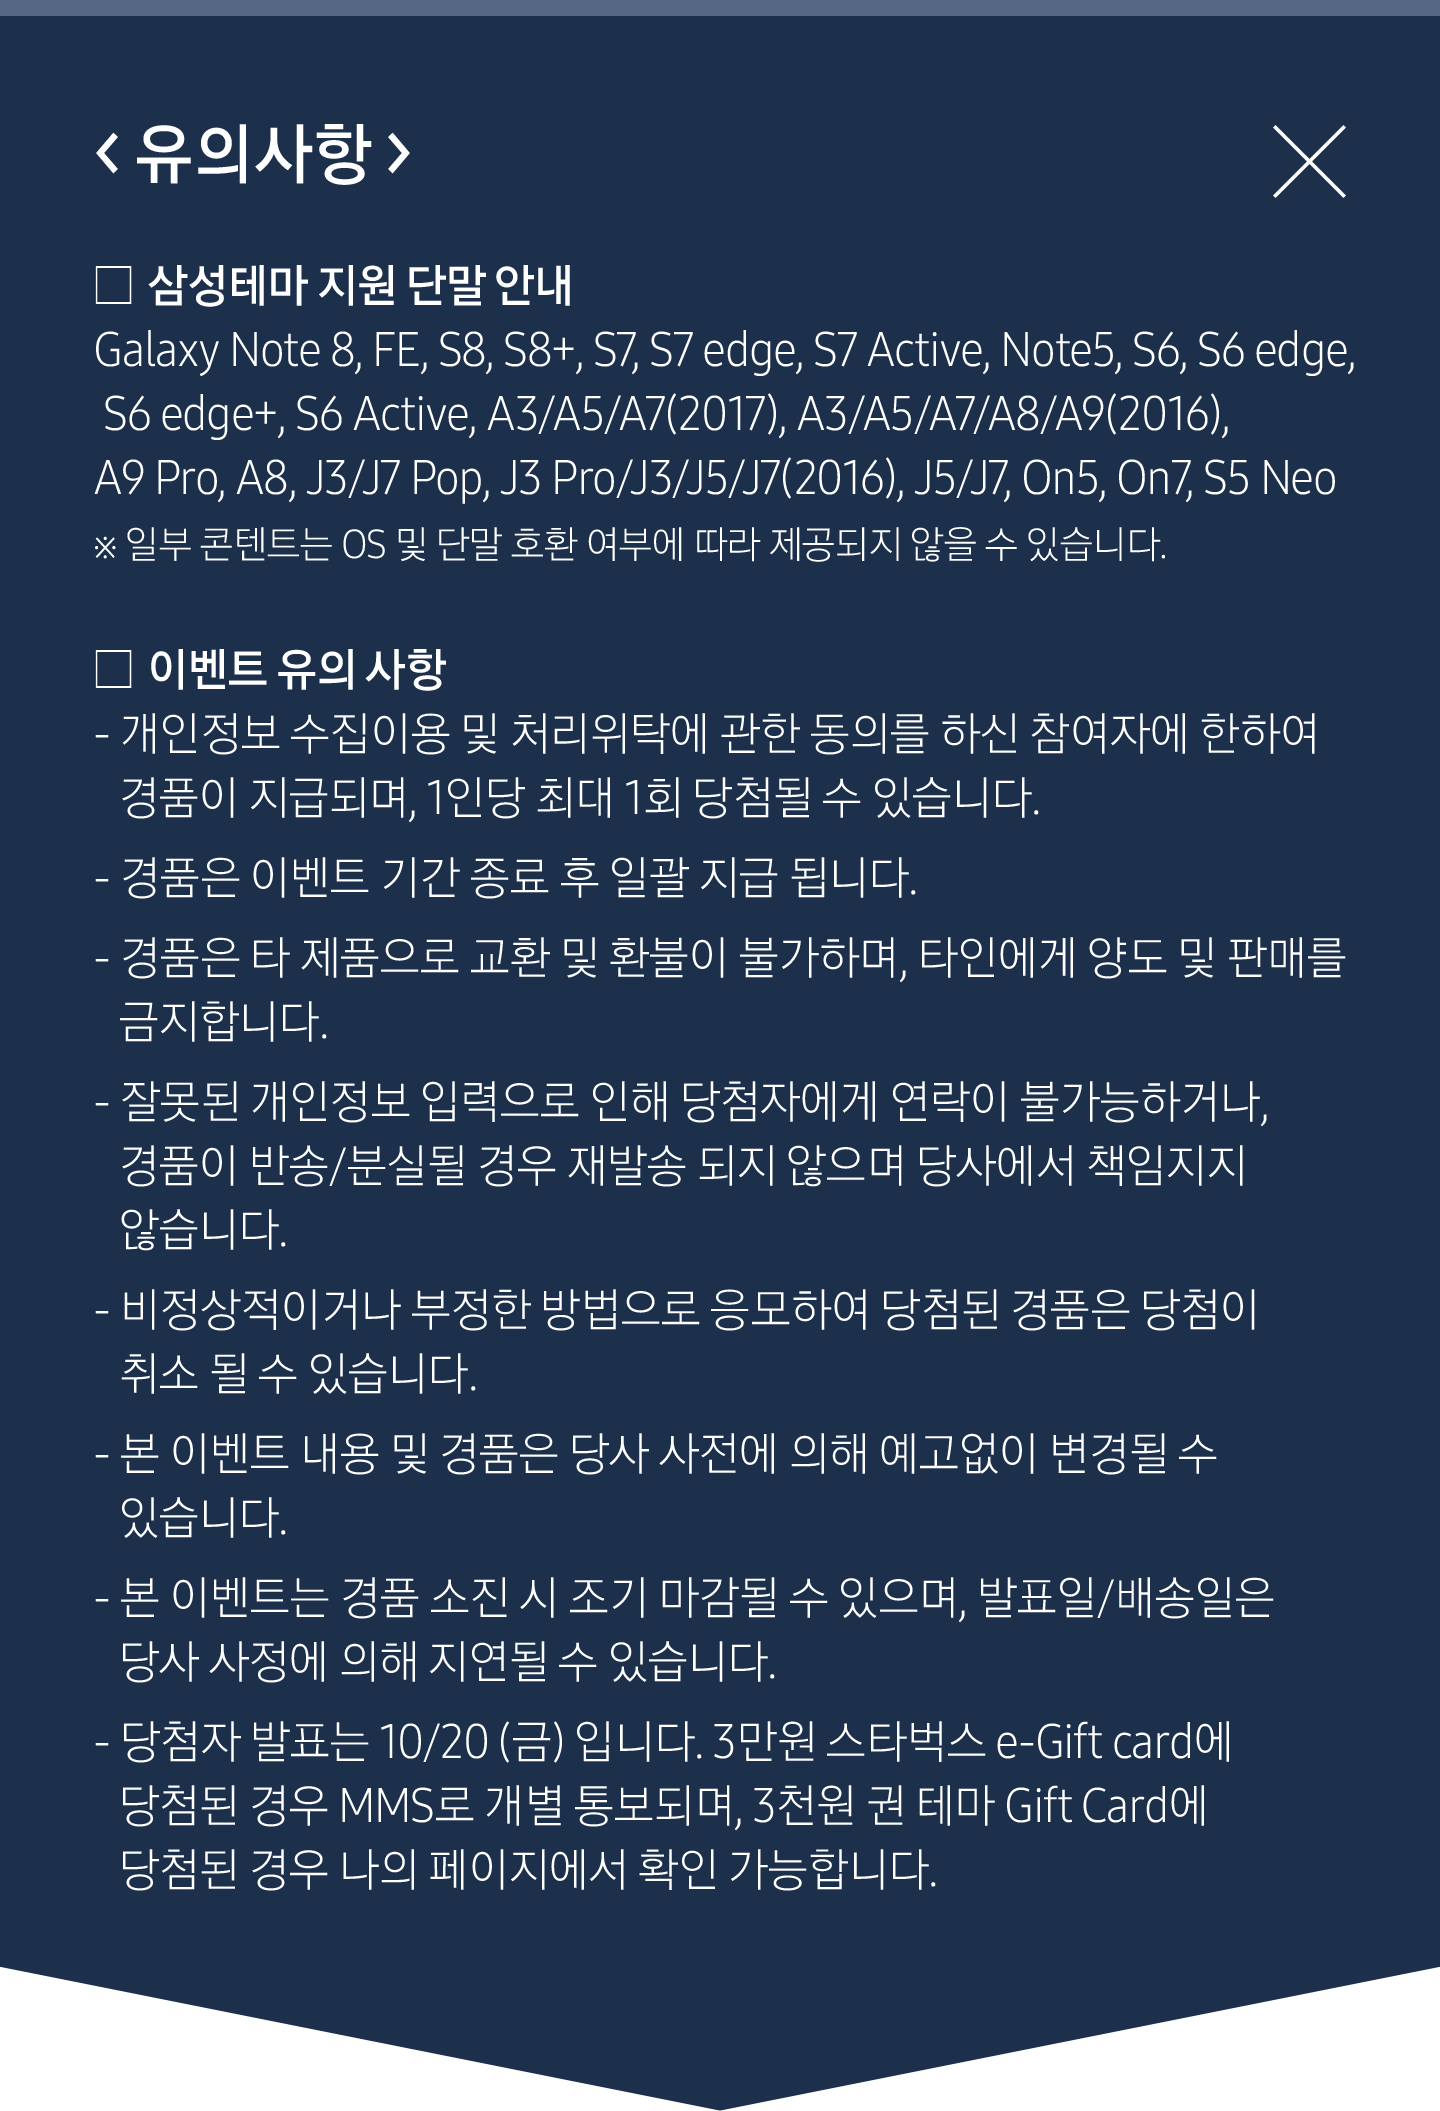 <유의사항>
□ 삼성테마 지원 단말 안내
Galaxy Note 8, FE, S8, S8+, S7, S7 edge, S7 Active, Note5, S6, S6 edge,
S6 edge+, S6 Active, A3/A5/A7(2017), A3/A5/A7/A8/A9(2016),
A9 Pro, A8, J3/J7 Pop, J3 Pro/J3/J5/J7(2016), J5/J7, On5, On7, S5 Neo
※ 일부 콘텐트는 OS 및 단말 호환 여부에 따라 제공되지 않을 수 있습니다.
□ 이벤트 유의 사항
- 개인정보 수집이용 및 처리위탁에 관한 동의를 하신 참여자에 한하여
경품이 지급되며, 1인당 최대 1회 당첨될 수 있습니다.
- 경품은 이벤트 기간 종료 후 일괄 지급 됩니다.
- 경품은 타 제품으로 교환 및 환불이 불가하며, 타인에게 양도 및 판매를
금지합니다.
- 잘못된 개인정보 입력으로 인해 당첨자에게 연락이 불가능하거나,
경품이 반송/분실될 경우 재발송 되지 않으며 당사에서 책임지지
않습니다.
- 비정상적이거나 부정한 방법으로 응모하여 당첨된 경품은 당첨이
취소 될 수 있습니다.
- 본 이벤트 내용 및 경품은 당사 사전에 의해 예고없이 변경될 수
있습니다.
- 본 이벤트는 경품 소진 시 조기 마감될 수 있으며, 발표일/배송일은
당사 사정에 의해 지연될 수 있습니다.
- 당첨자 발표는 10/20 (금) 입니다. 3만원 스타벅스 e-Gift card에
당첨된 경우 MMS로 개별 통보되며, 3천원 권 테마 Gift Card에
당첨된 경우 나의 페이지에서 확인 가능합니다.